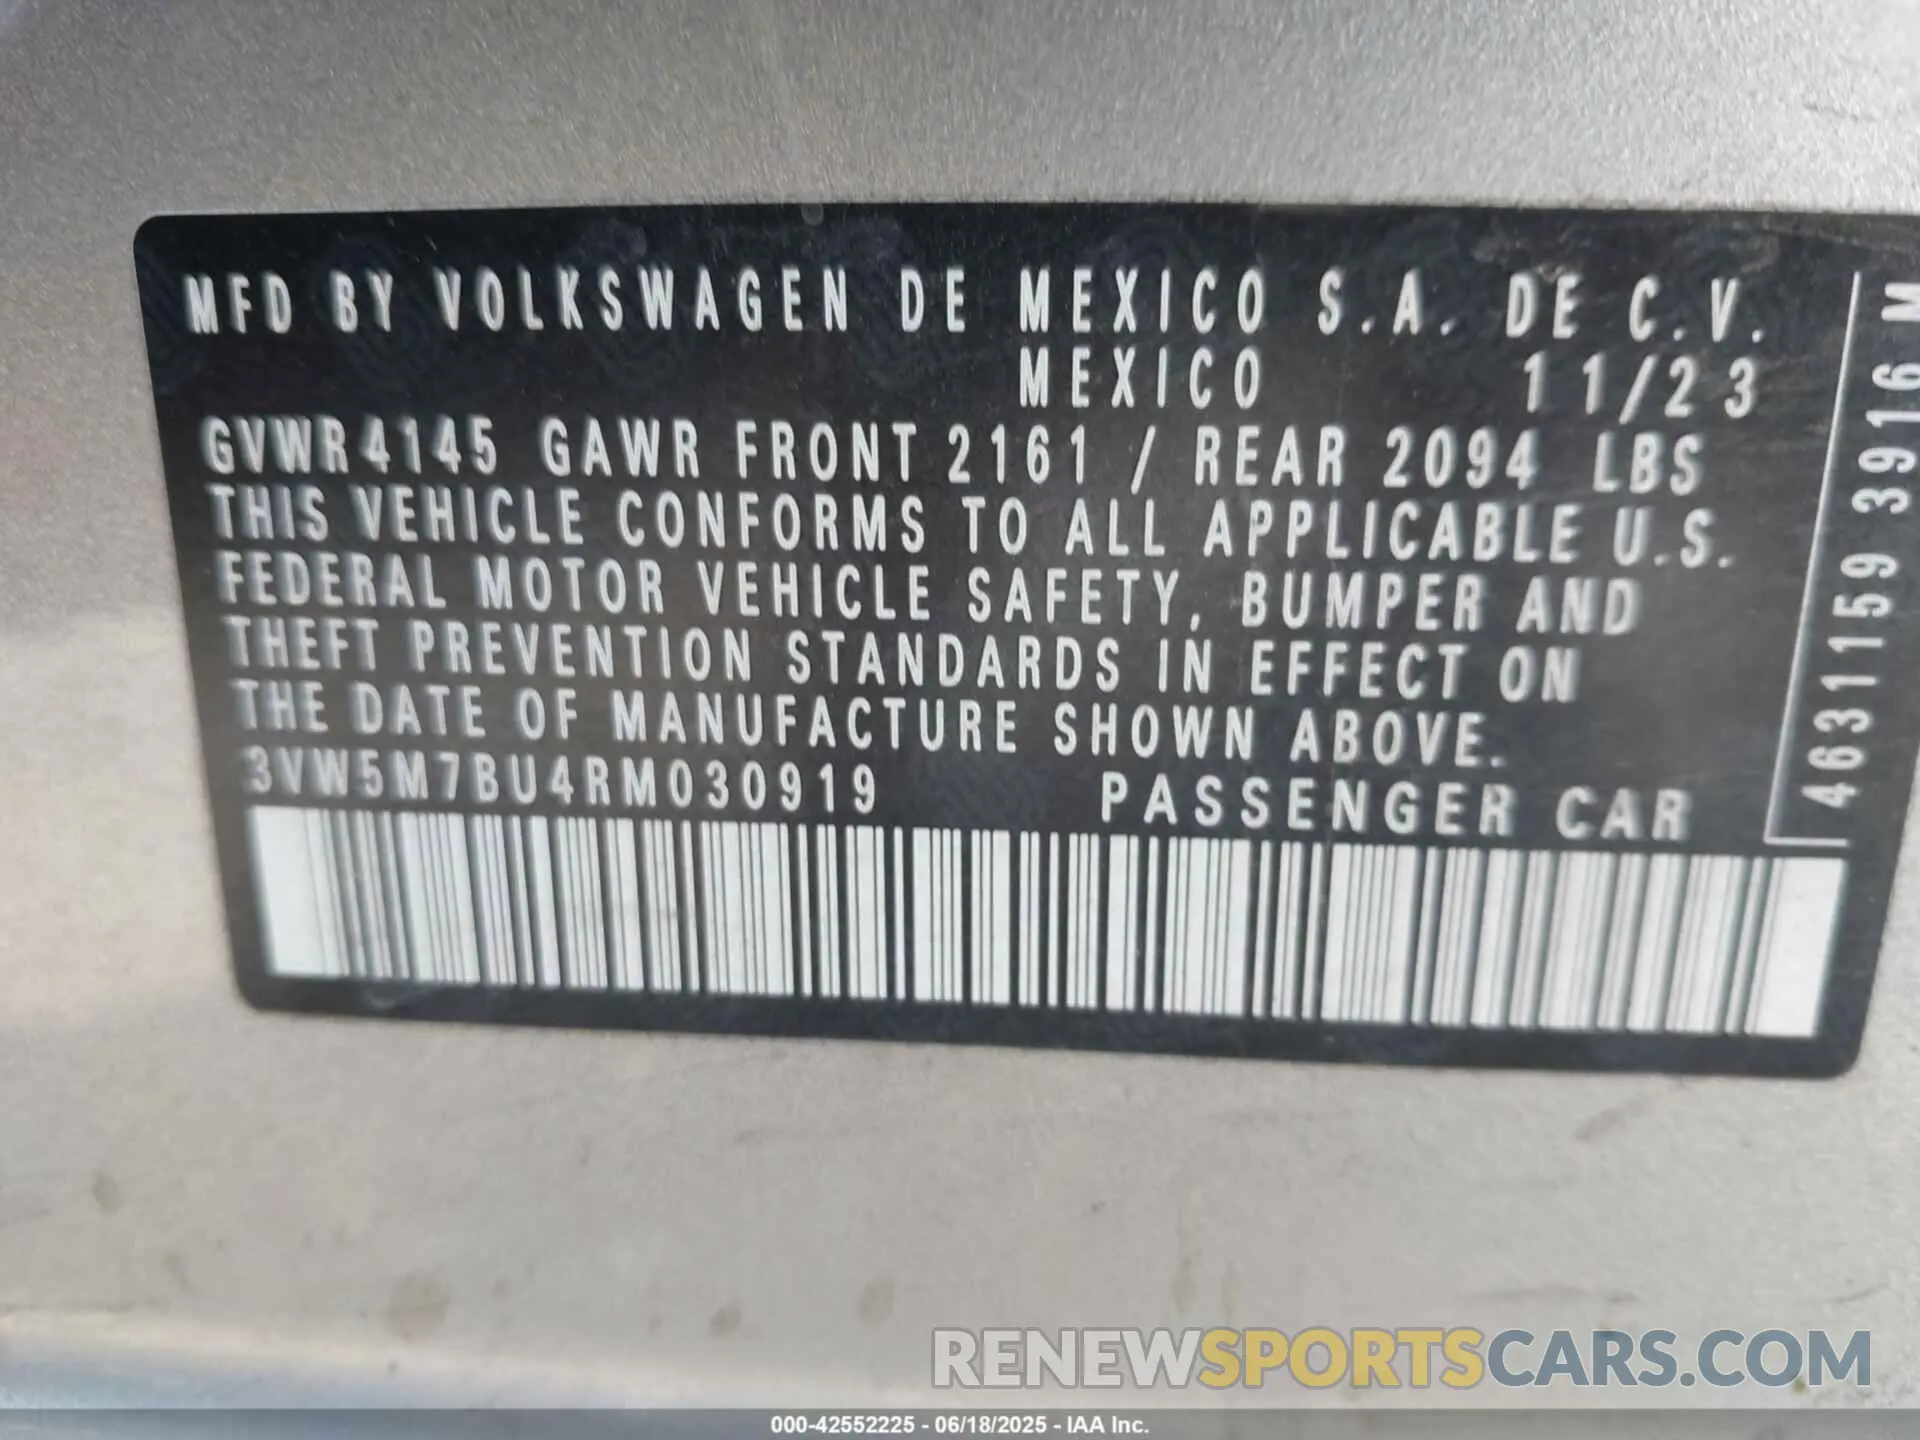 MFD BY VOLKSWAGEN DE MEXICO S.A. DE C.V.
MEXICO 11/23
GVWR 4145 GAWR FRONT 2161 / REAR 2094 LBS
THIS VEHICLE CONFORMS TO ALL APPLICABLE U.S.
FEDERAL MOTOR VEHICLE SAFETY, BUMPER AND
THEFT PREVENTION STANDARDS IN EFFECT ON
THE DATE OF MANUFACTURE SHOWN ABOVE.
3VW5M7BU4RM030919 PASSENGER CAR
4631159 3916 M
RENEWSPORTSCARS.COM
000-42552225 - 06/18/2025 - IAA Inc.